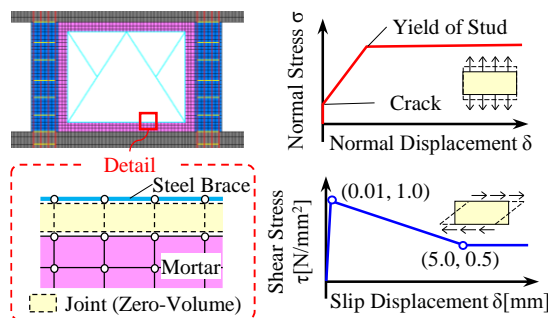 Normal Stress σ
Yield of Stud
Crack
Normal Displacement δ
Detail
Steel Brace
Mortar
Joint (Zero-Volume)
Shear Stress
τ[N/mm²]
(0.01, 1.0)
(5.0, 0.5)
Slip Displacement δ[mm]